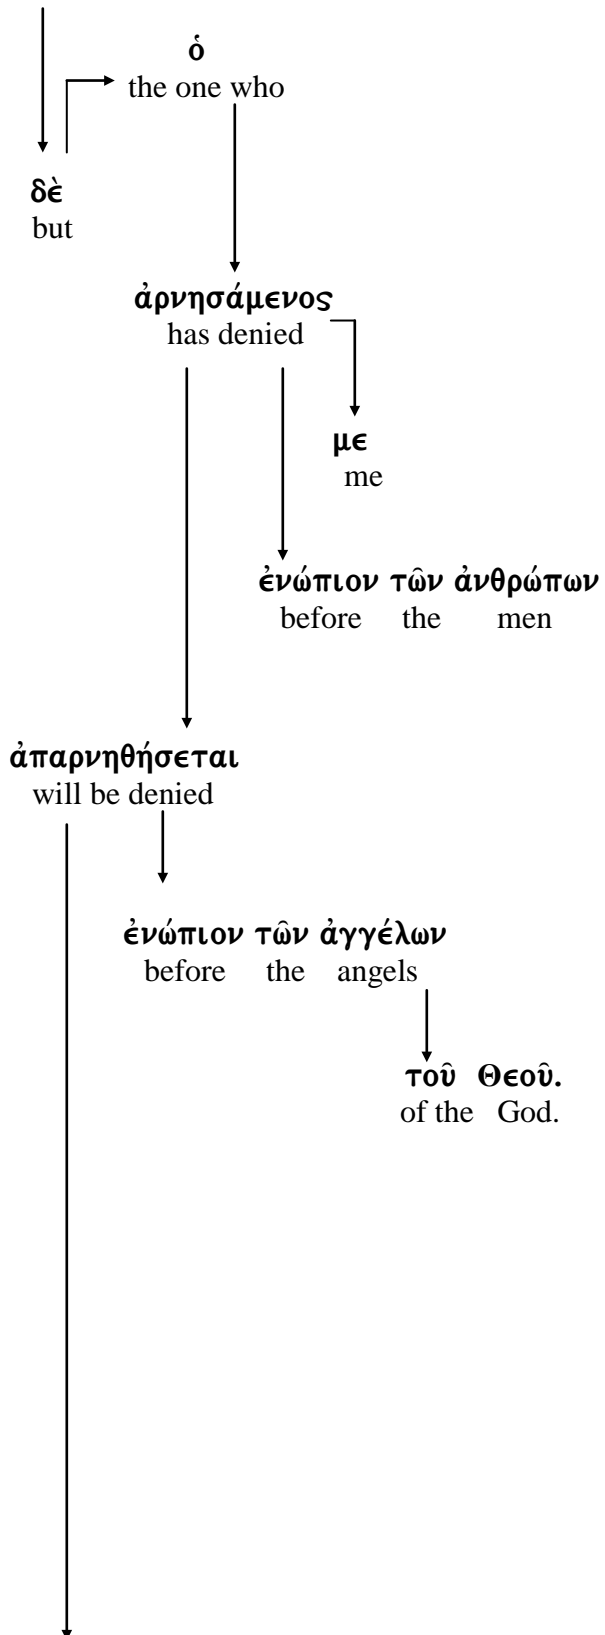 ὁ
the one who
δὲ
but
ἀρνησάμενος
has denied
με
me
ἐνώπιον τῶν ἀνθρώπων
before the men
ἀπαρνηθήσεται
will be denied
ἐνώπιον τῶν ἀγγέλων
before the angels
τοῦ Θεοῦ.
of the God.